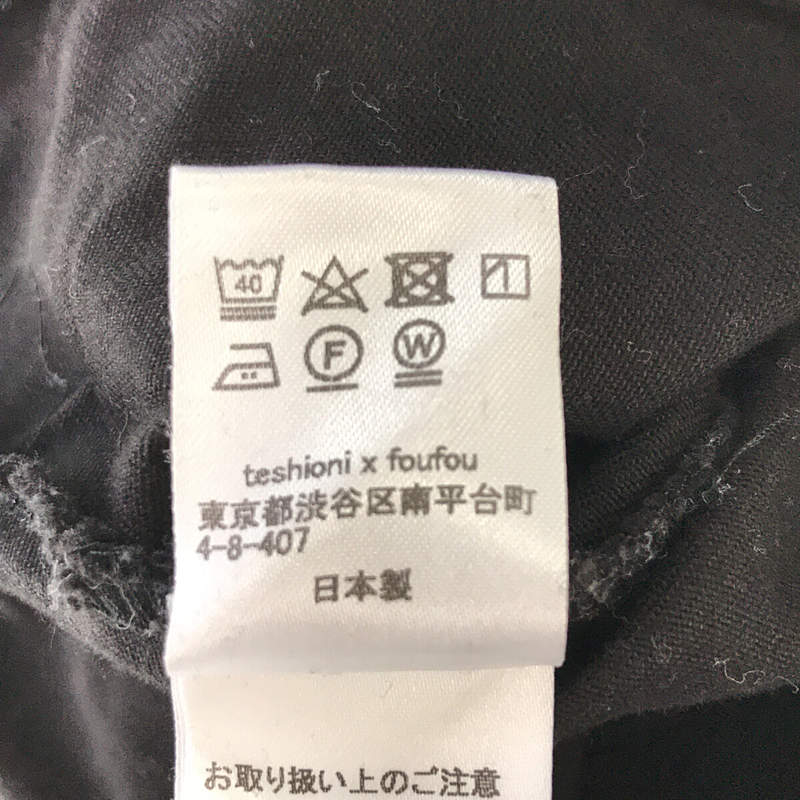 40
F W
teshioni x foufou
東京都渋谷区南平台町
4-8-407
日本製
お取り扱い上のご注意